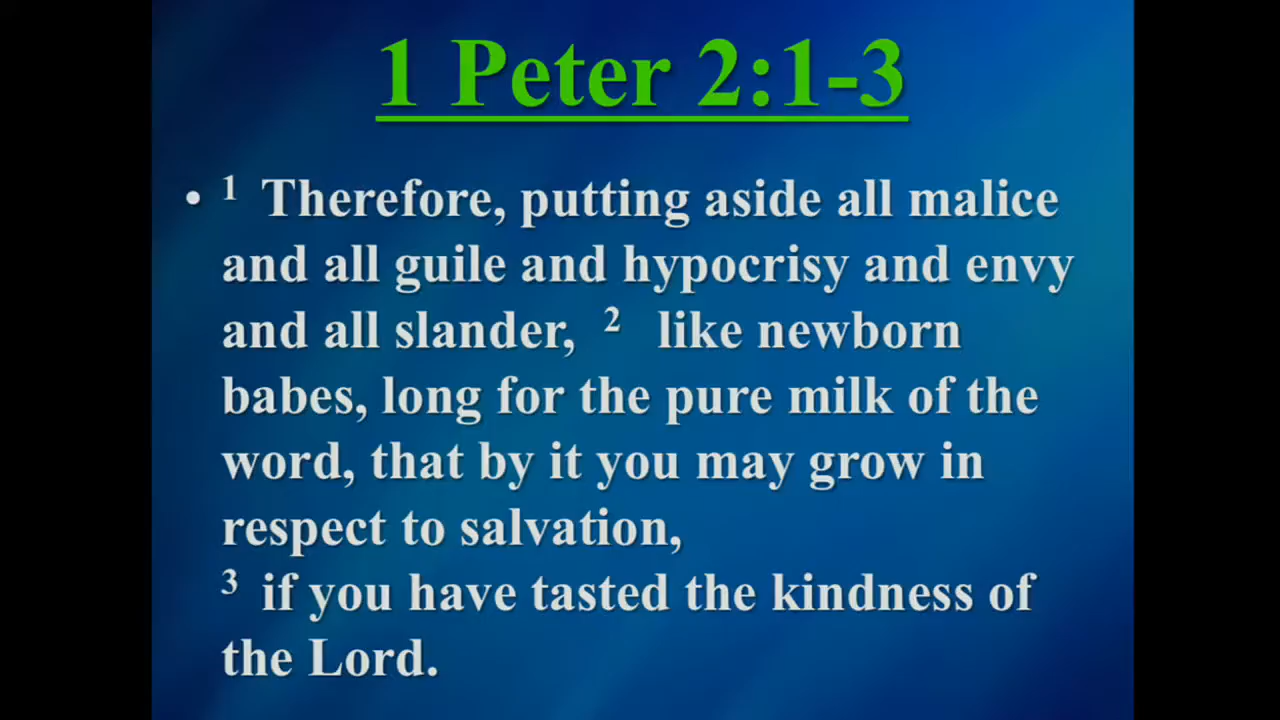 1 Peter 2:1-3
• 1 Therefore, putting aside all malice
and all guile and hypocrisy and envy
and all slander, 2 like newborn
babes, long for the pure milk of the
word, that by it you may grow in
respect to salvation,
3 if you have tasted the kindness of
the Lord.